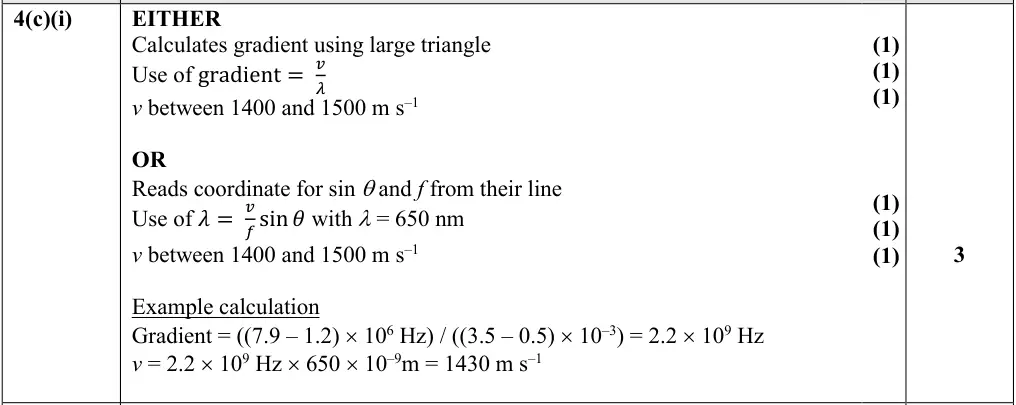 4(c)(i)
EITHER
Calculates gradient using large triangle (1)
Use of gradient = v/λ (1)
v between 1400 and 1500 m s⁻¹ (1)
OR
Reads coordinate for sin θ and f from their line (1)
Use of λ = v/f sin θ with λ = 650 nm (1)
v between 1400 and 1500 m s⁻¹ (1) 3
Example calculation
Gradient = ((7.9 – 1.2) × 10⁶ Hz) / ((3.5 – 0.5) × 10⁻³) = 2.2 × 10⁹ Hz
v = 2.2 × 10⁹ Hz × 650 × 10⁻⁹m = 1430 m s⁻¹